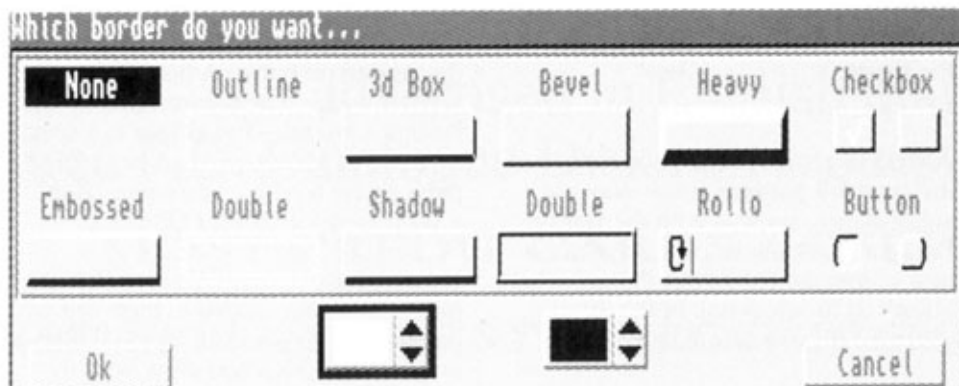 Which border do you want...
None Outline 3d Box Bevel Heavy Checkbox
Embossed Double Shadow Double Rollo Button
Ok Cancel